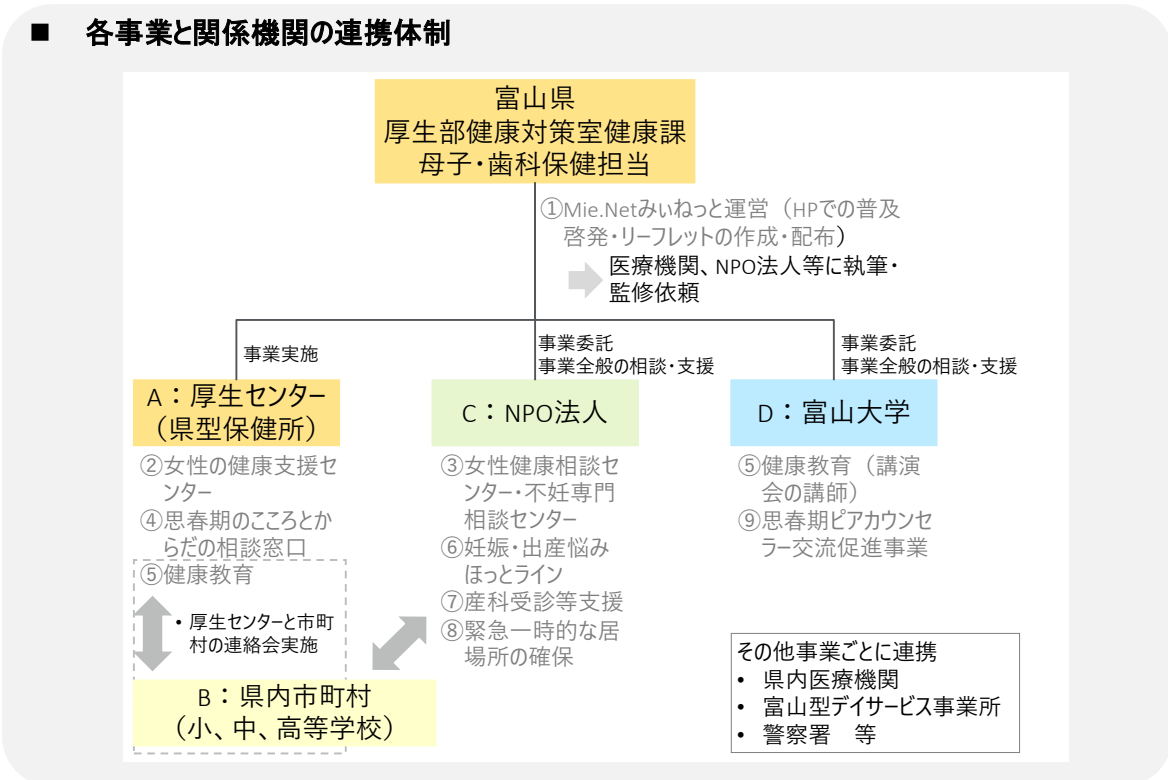 ■ 各事業と関係機関の連携体制
富山県
厚生部健康対策室健康課
母子・歯科保健担当
①Mie.Netみぃねっと運営（HPでの普及
啓発・リーフレットの作成・配布）
医療機関、NPO法人等に執筆・
監修依頼
事業実施
事業委託
事業全般の相談・支援
事業委託
事業全般の相談・支援
A：厚生センター
（県型保健所）
②女性の健康支援セ
ンター
④思春期のこころとか
らだの相談窓口
⑤健康教育
• 厚生センターと市町
村の連絡会実施
B：県内市町村
（小、中、高等学校）
C：NPO法人
③女性健康相談セ
ンター・不妊専門
相談センター
⑥妊娠・出産悩み
ほっとライン
⑦産科受診等支援
⑧緊急一時的な居
場所の確保
D：富山大学
⑤健康教育（講演
会の講師）
⑨思春期ピアカウンセ
ラー交流促進事業
その他事業ごとに連携
• 県内医療機関
• 富山型デイサービス事業所
• 警察署　等